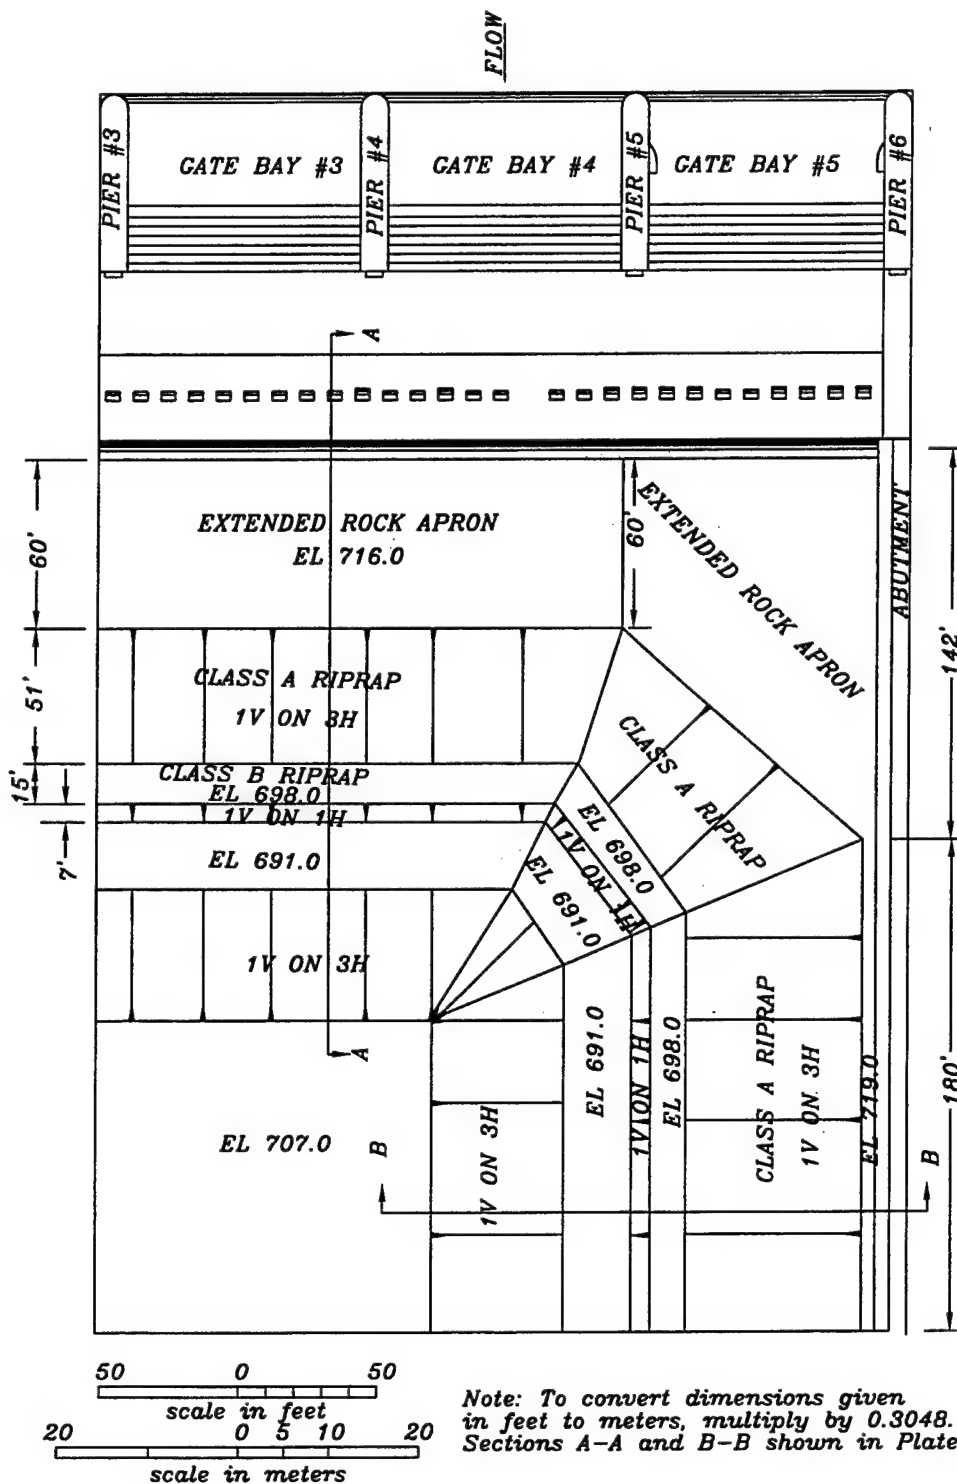 FLOW
PIER #3
GATE BAY #3
PIER #4
GATE BAY #4
PIER #5
GATE BAY #5
PIER #6
A
EXTENDED ROCK APRON
EL 716.0
60'
60'
EXTENDED ROCK APRON
ABUTMENT
142'
51'
CLASS A RIPRAP
1V ON 3H
CLASS A RIPRAP
15'
CLASS B RIPRAP
EL 698.0
1V ON 1H
7'
EL 691.0
EL 698.0
1V ON 1H
EL 691.0
1V ON 3H
A
EL 707.0
B
1V ON 3H
EL 691.0
1V ON 1H
EL 698.0
CLASS A RIPRAP
1V ON 3H
EL 719.0
B
180'
50 0 50
scale in feet
20 0 5 10 20
scale in meters
Note: To convert dimensions given
in feet to meters, multiply by 0.3048.
Sections A-A and B-B shown in Plate